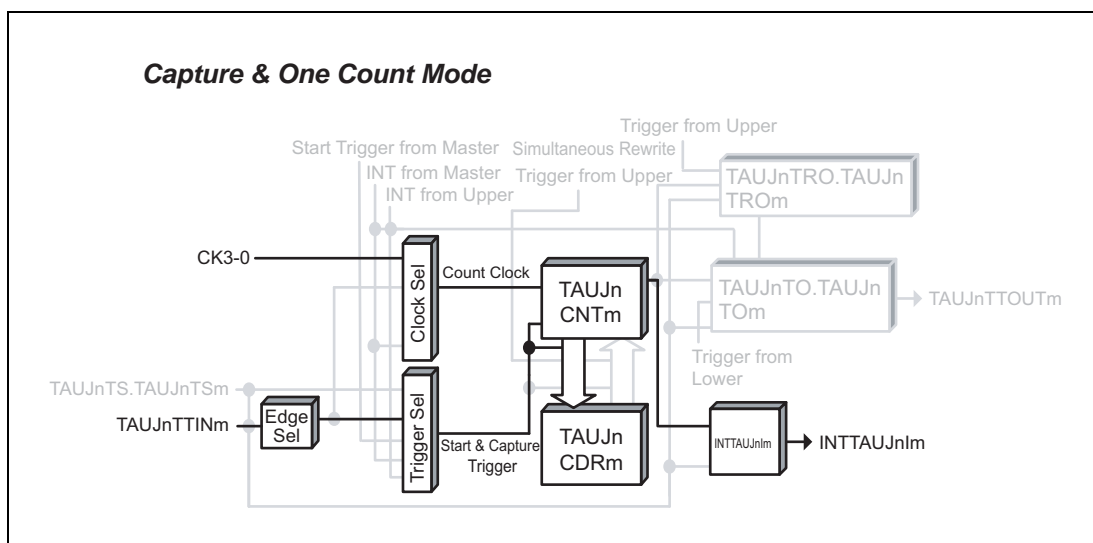 Capture & One Count Mode
Trigger from Upper
Start Trigger from Master
Simultaneous Rewrite
INT from Master
Trigger from Upper
INT from Upper
TAUJnTRO.TAUJn
TROm
CK3-0
Clock Sel
Count Clock
TAUJn
CNTm
TAUJnTO.TAUJn
TOm
TAUJnTTOUTm
Trigger from
Lower
TAUJnTS.TAUJnTSm
TAUJnTTINm
Edge
Sel
Trigger Sel
Start & Capture
Trigger
TAUJn
CDRm
INTTAUJnIm
INTTAUJnIm